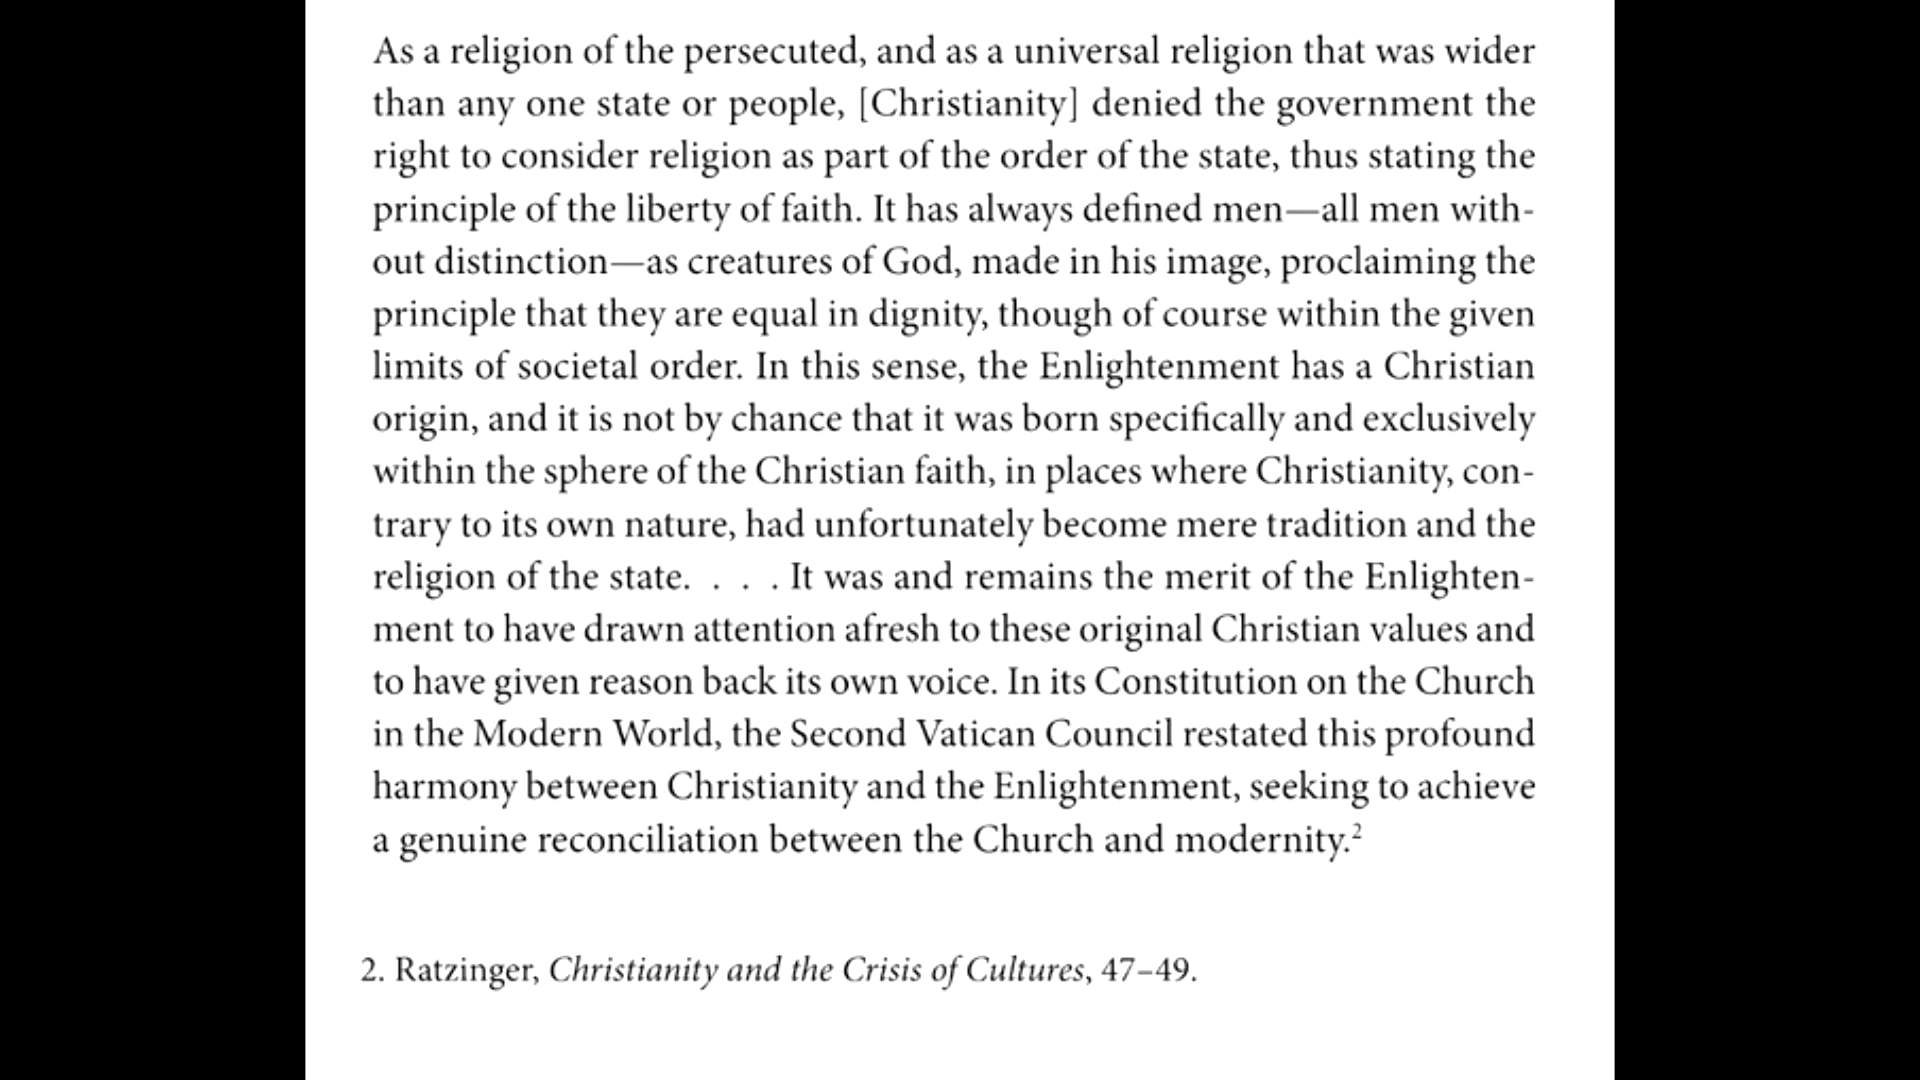 As a religion of the persecuted, and as a universal religion that was wider
than any one state or people, [Christianity] denied the government the
right to consider religion as part of the order of the state, thus stating the
principle of the liberty of faith. It has always defined men—all men with-
out distinction—as creatures of God, made in his image, proclaiming the
principle that they are equal in dignity, though of course within the given
limits of societal order. In this sense, the Enlightenment has a Christian
origin, and it is not by chance that it was born specifically and exclusively
within the sphere of the Christian faith, in places where Christianity, con-
trary to its own nature, had unfortunately become mere tradition and the
religion of the state. . . . It was and remains the merit of the Enlighten-
ment to have drawn attention afresh to these original Christian values and
to have given reason back its own voice. In its Constitution on the Church
in the Modern World, the Second Vatican Council restated this profound
harmony between Christianity and the Enlightenment, seeking to achieve
a genuine reconciliation between the Church and modernity.²
2. Ratzinger, Christianity and the Crisis of Cultures, 47–49.